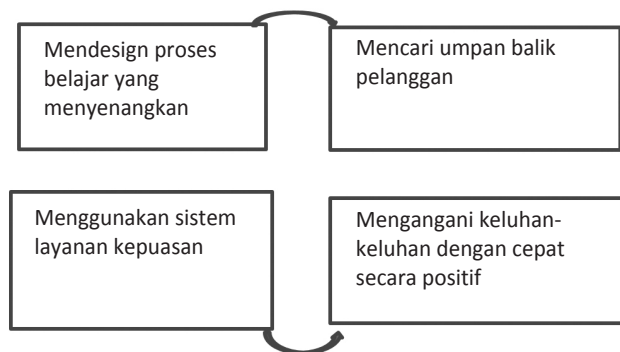 Mendesign proses
belajar yang
menyenangkan
Mencari umpan balik
pelanggan
Menggunakan sistem
layanan kepuasan
Mengangani keluhan-
keluhan dengan cepat
secara positif